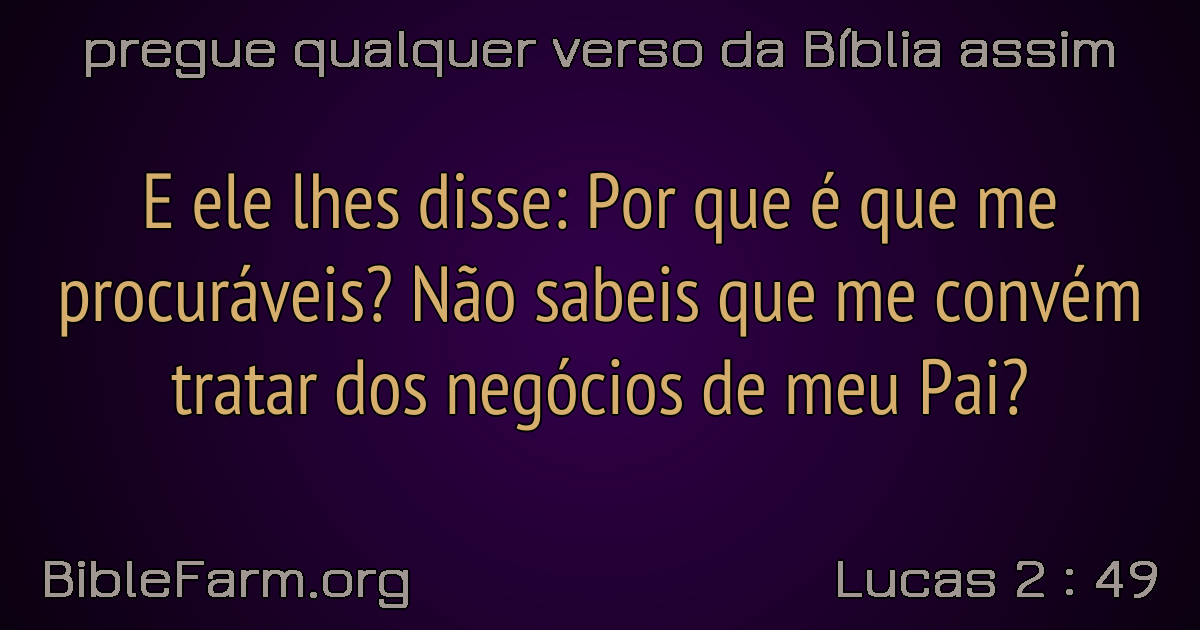 pregue qualquer verso da Bíblia assim
E ele lhes disse: Por que é que me
procuráveis? Não sabeis que me convém
tratar dos negócios de meu Pai?
BibleFarm.org
Lucas 2 : 49